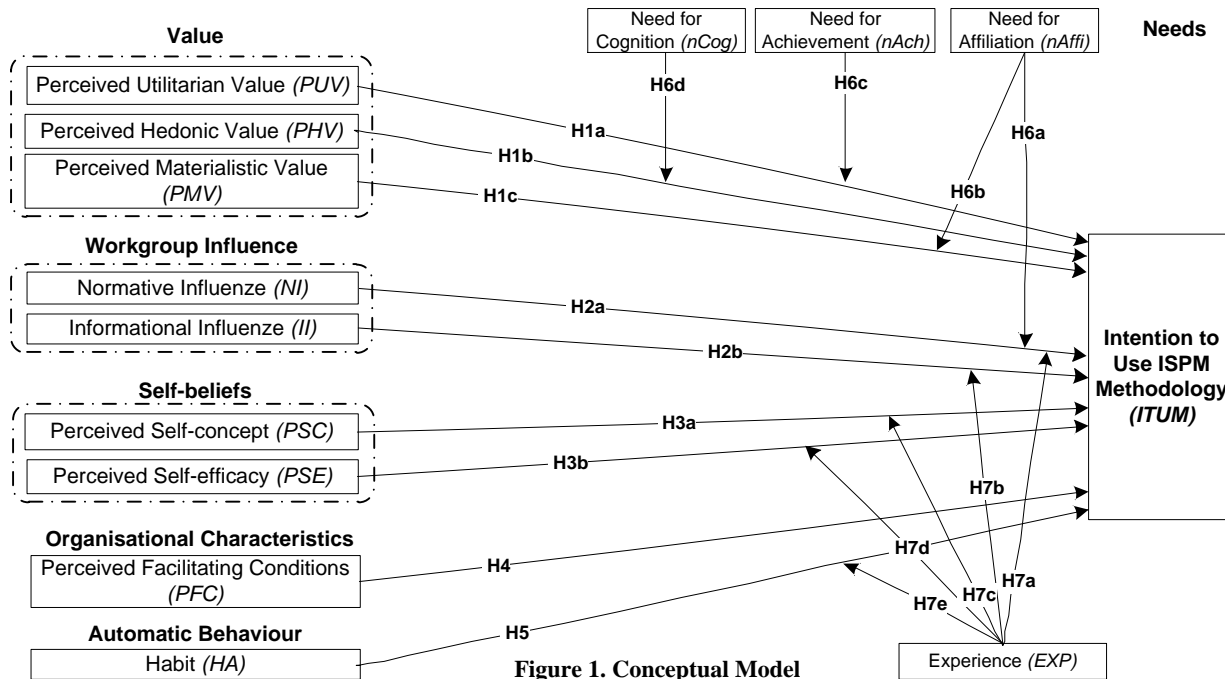 Value
Perceived Utilitarian Value (PUV)
Perceived Hedonic Value (PHV)
Perceived Materialistic Value
(PMV)
Workgroup Influence
Normative Influenze (NI)
Informational Influenze (II)
Self-beliefs
Perceived Self-concept (PSC)
Perceived Self-efficacy (PSE)
Organisational Characteristics
Perceived Facilitating Conditions
(PFC)
Automatic Behaviour
Habit (HA)
Need for
Cognition (nCog)
Need for
Achievement (nAch)
Need for
Affiliation (nAffi)
Needs
H6d
H6c
H6a
H6b
H1a
H1b
H1c
H2a
H2b
H3a
H3b
H4
H5
H7b
H7d
H7a
H7c
H7e
Intention to
Use ISPM
Methodology
(ITUM)
Experience (EXP)
Figure 1. Conceptual Model